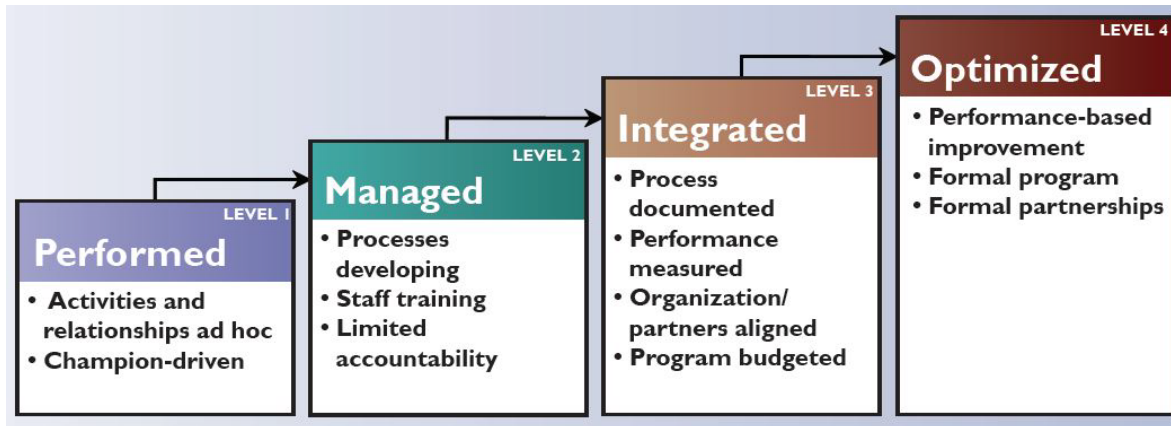 LEVEL 1
Performed
• Activities and
relationships ad hoc
• Champion-driven
LEVEL 2
Managed
• Processes
developing
• Staff training
• Limited
accountability
LEVEL 3
Integrated
• Process
documented
• Performance
measured
• Organization/
partners aligned
• Program budgeted
LEVEL 4
Optimized
• Performance-based
improvement
• Formal program
• Formal partnerships